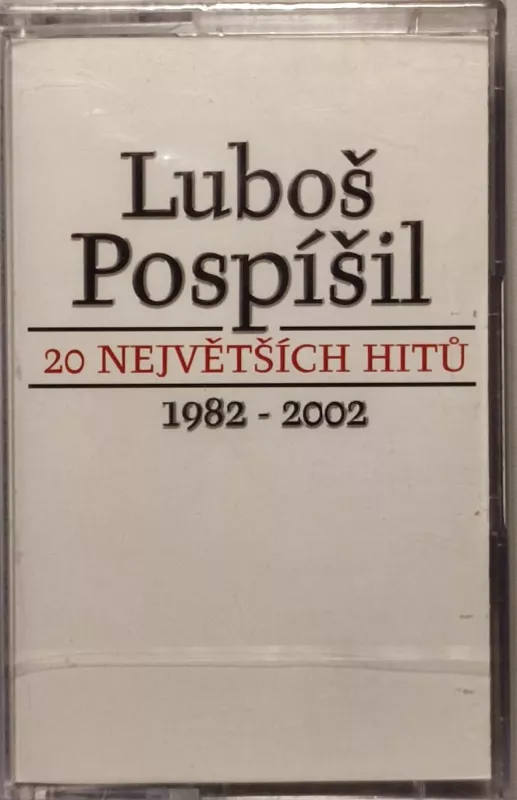 Luboš
Pospíšil
20 NEJVĚTŠÍCH HITŮ
1982 - 2002